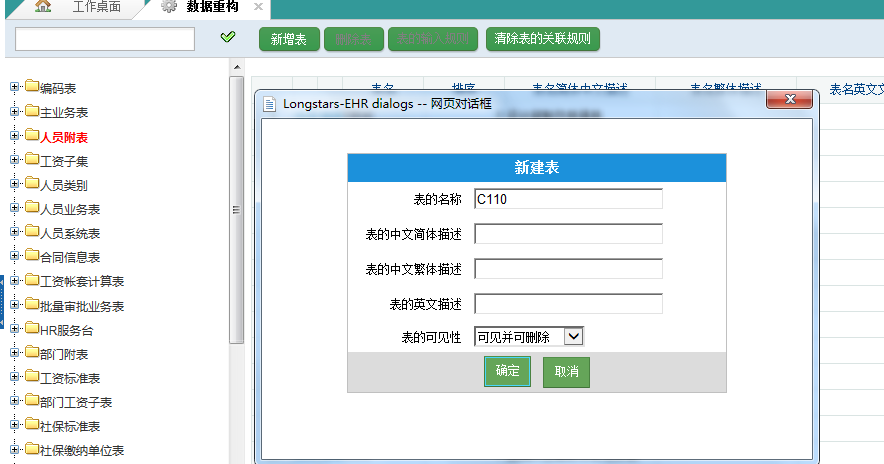 工作桌面 数据重构
新增表 删除表 表的输入规则 清除表的关联规则
表名 排序 表名简体中文描述 表名繁体描述 表名英文
Longstars-EHR dialogs -- 网页对话框
新建表
表的名称 C110
表的中文简体描述
表的中文繁体描述
表的英文描述
表的可见性 可见并可删除
确定 取消
编码表
主业务表
人员附表
工资子集
人员类别
人员业务表
人员系统表
合同信息表
工资帐套计算表
批量审批业务表
HR服务台
部门附表
工资标准表
部门工资子表
社保标准表
社保缴纳单位表